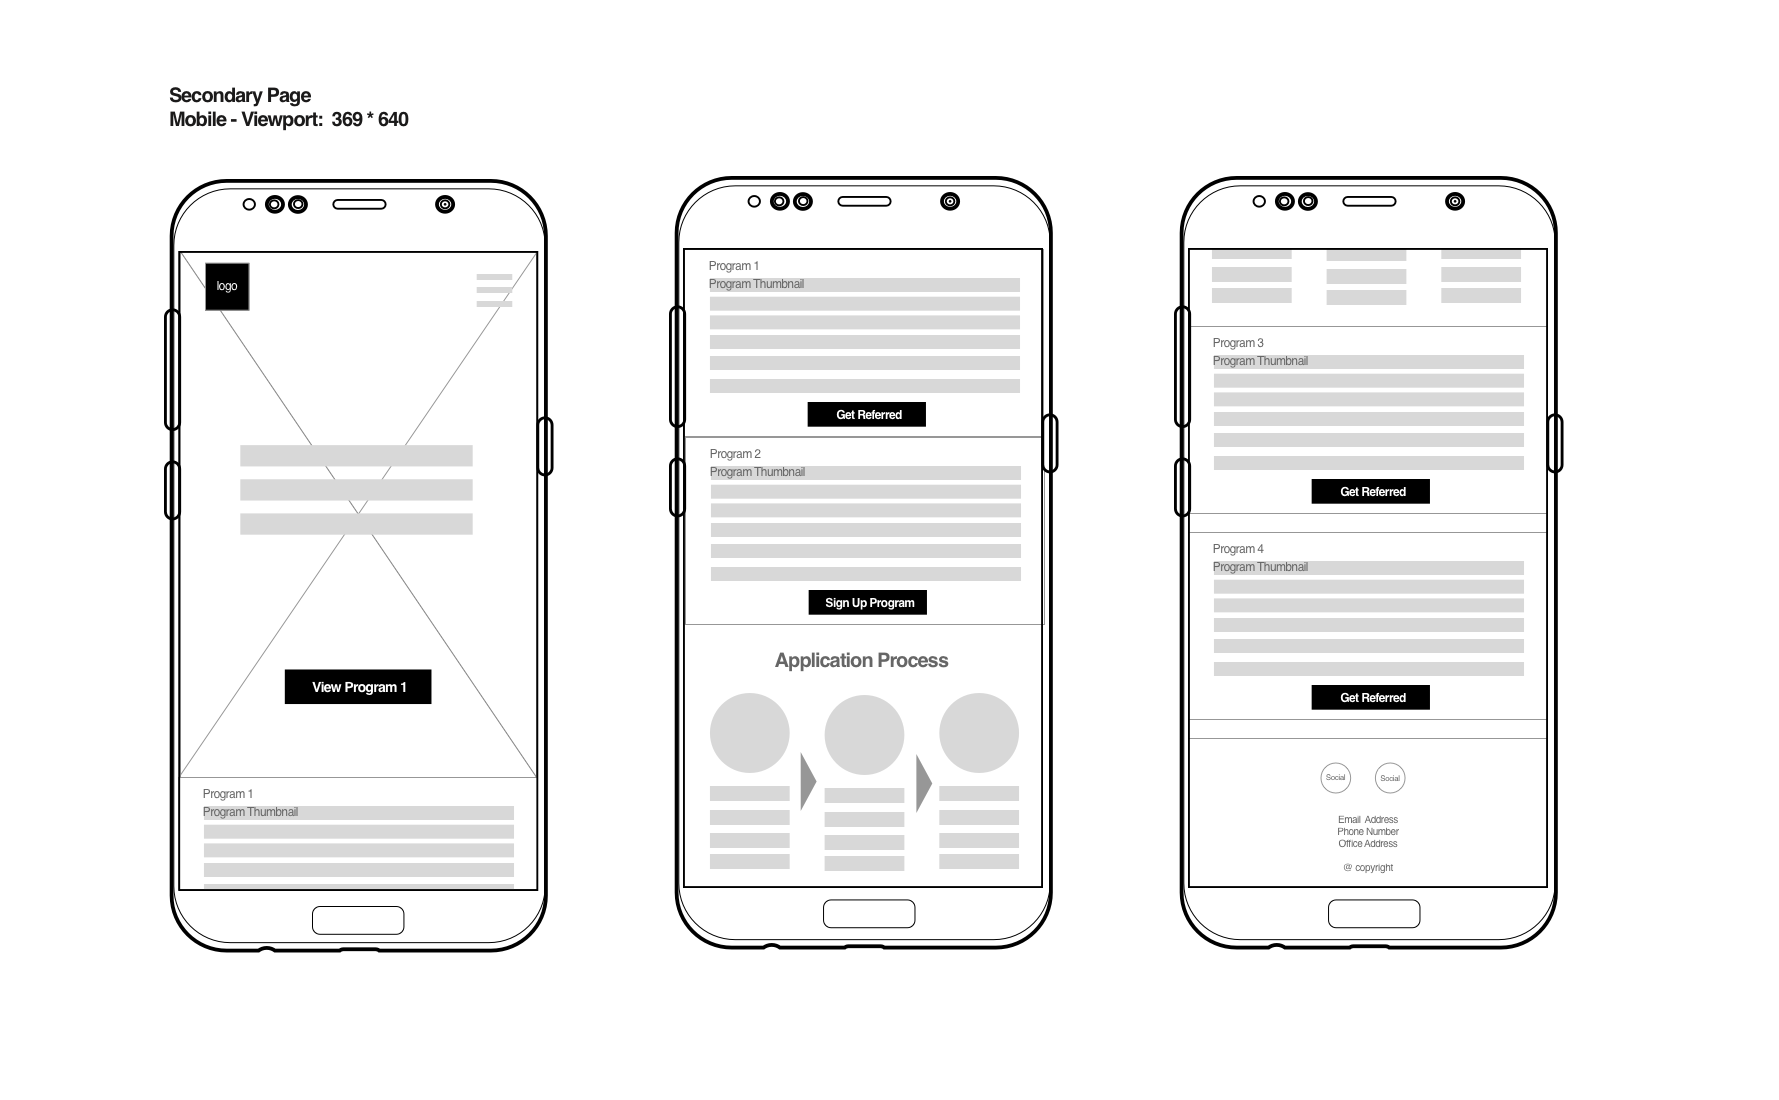 Secondary Page
Mobile - Viewport: 369 * 640
logo
View Program 1
Program 1
Program Thumbnail
Program 1
Program Thumbnail
Get Referred
Program 2
Program Thumbnail
Sign Up Program
Application Process
Program 3
Program Thumbnail
Get Referred
Program 4
Program Thumbnail
Get Referred
Social
Social
Email Address
Phone Number
Office Address
@ copyright